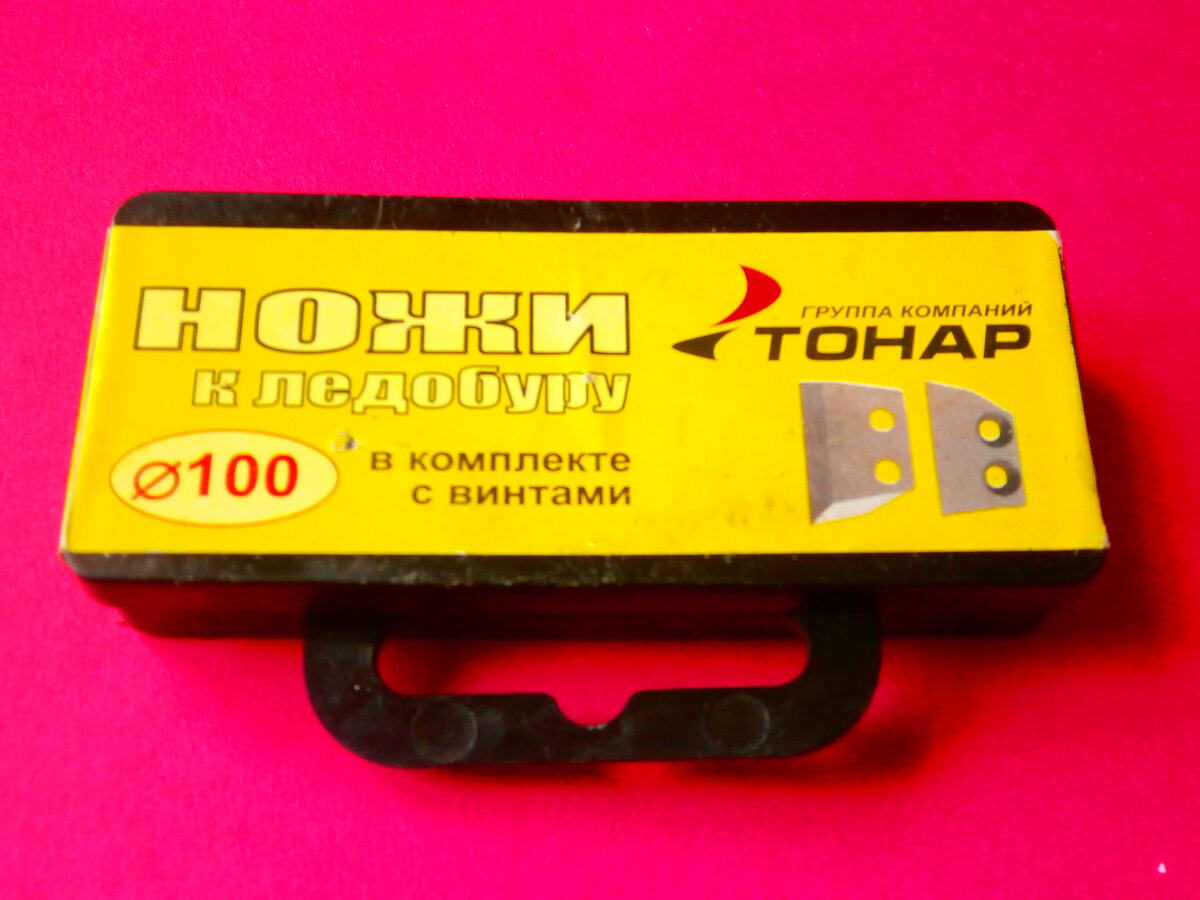 НОЖИ
к ледобуру
⌀100
в комплекте
с винтами
ГРУППА КОМПАНИЙ
ТОНАР